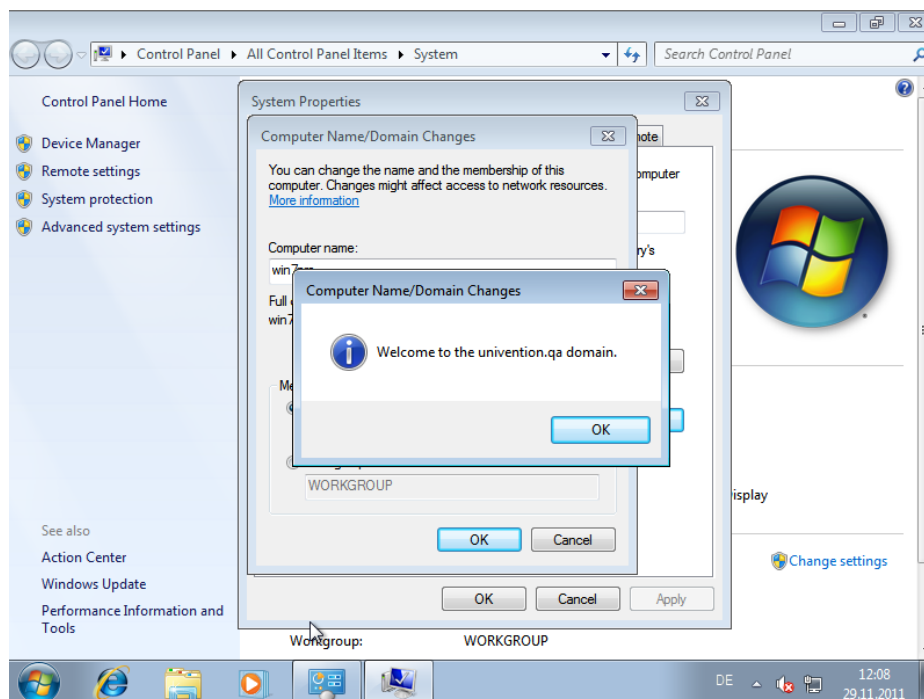 Control Panel
All Control Panel Items
System
Search Control Panel
Control Panel Home
Device Manager
Remote settings
System protection
Advanced system settings
See also
Action Center
Windows Update
Performance Information and
Tools
System Properties
Computer Name/Domain Changes
You can change the name and the membership of this
computer. Changes might affect access to network resources.
More information
Computer name:
Computer Name/Domain Changes
Welcome to the univention.qa domain.
OK
WORKGROUP
OK
Cancel
OK
Cancel
Apply
Change settings
Workgroup:
WORKGROUP
DE
12:08
29.11.2011